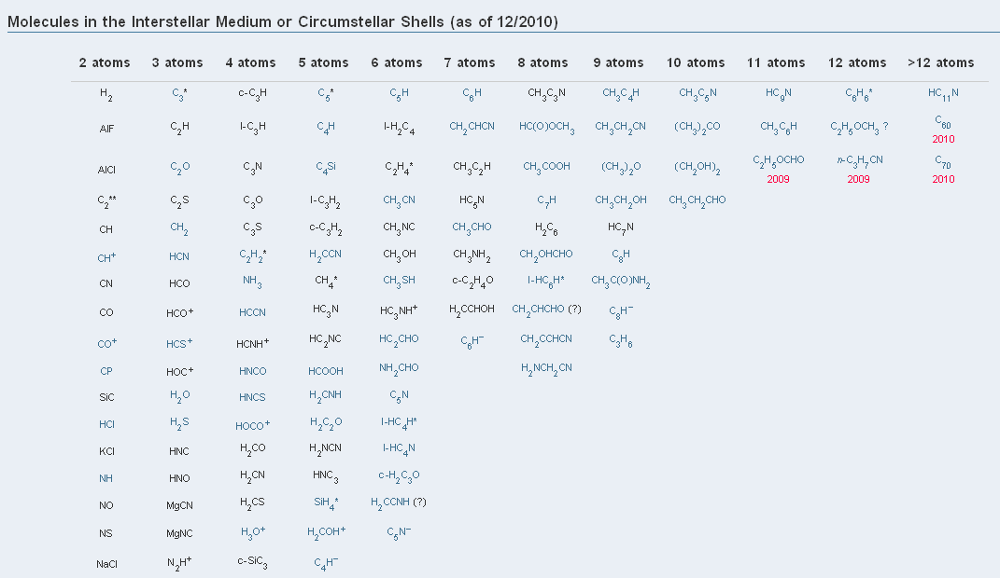 Molecules in the Interstellar Medium or Circumstellar Shells (as of 12/2010)
2 atoms 3 atoms 4 atoms 5 atoms 6 atoms 7 atoms 8 atoms 9 atoms 10 atoms 11 atoms 12 atoms >12 atoms
H₂ C₃* c-C₃H C₅* C₅H C₆H CH₃C₃N CH₃C₄H CH₃C₅N HC₉N C₆H₆* HC₁₁N
AlF C₂H l-C₃H C₄H l-H₂C₄ CH₂CHCN HC(O)OCH₃ CH₃CH₂CN (CH₃)₂CO CH₃C₆H C₂H₅OCH₃ ? C₆₀
2010
AlCl C₂O C₃N C₄Si C₂H₄* CH₃C₂H CH₃COOH (CH₃)₂O (CH₂OH)₂ C₂H₅OCHO n-C₃H₇CN C₇₀
2009 2009 2010
C₂** C₂S C₃O l-C₃H₂ CH₃CN HC₅N C₇H CH₃CH₂OH CH₃CH₂CHO
CH CH₂ C₃S c-C₃H₂ CH₃NC CH₃CHO H₂C₆ HC₇N
CH⁺ HCN C₂H₂* H₂CCN CH₃OH CH₃NH₂ CH₂OHCHO C₈H
CN HCO NH₃ CH₄* CH₃SH c-C₂H₄O l-HC₆H* CH₃C(O)NH₂
CO HCO⁺ HCCN HC₃N HC₃NH⁺ H₂CCHOH CH₂CHCHO (?) C₈H⁻
CO⁺ HCS⁺ HCNH⁺ HC₂NC HC₂CHO C₆H⁻ CH₂CCHCN C₃H₆
CP HOC⁺ HNCO HCOOH NH₂CHO H₂NCH₂CN
SiC H₂O HNCS H₂CNH C₅N
HCl H₂S HOCO⁺ H₂C₂O l-HC₄H*
KCl HNC H₂CO H₂NCN l-HC₄N
NH HNO H₂CN HNC₃ c-H₂C₃O
NO MgCN H₂CS SiH₄* H₂CCNH (?)
NS MgNC H₃O⁺ H₂COH⁺ C₅N⁻
NaCl N₂H⁺ c-SiC₃ C₄H⁻